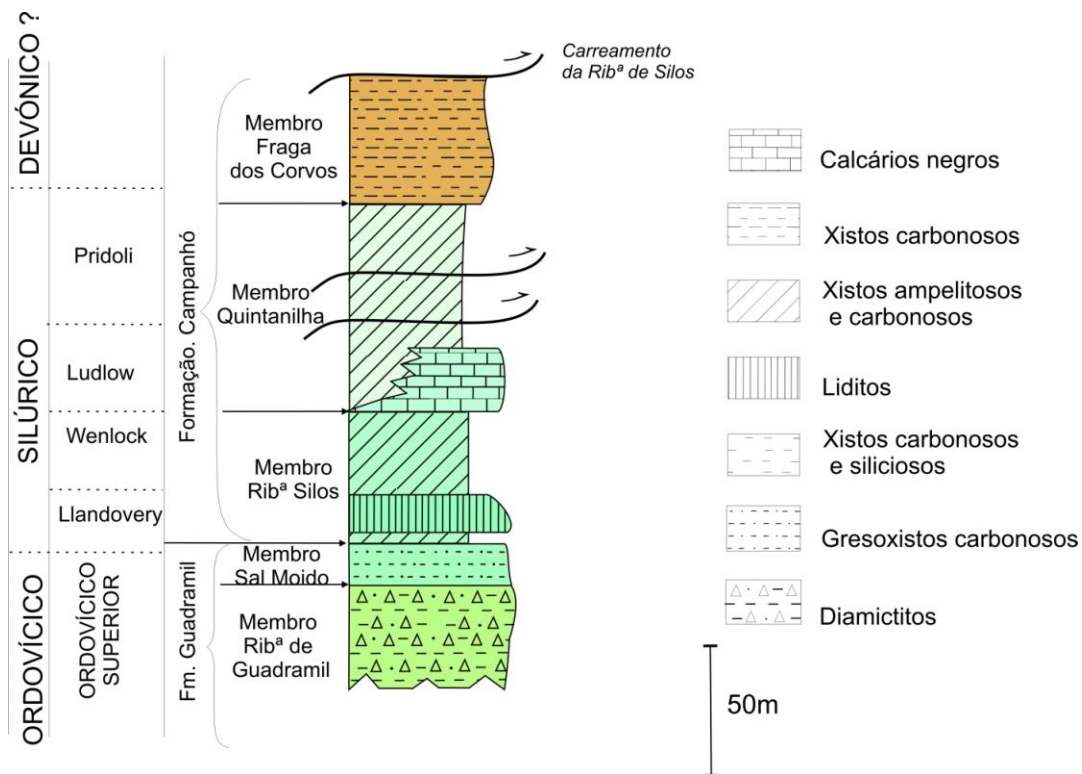 DEVÓNICO ?
SILÚRICO
ORDOVÍCICO
Pridoli
Ludlow
Wenlock
Llandovery
ORDOVÍCICO
SUPERIOR
Formação. Campanhó
Fm. Guadramil
Membro
Fraga
dos Corvos
Membro
Quintanilha
Membro
Ribª Silos
Membro
Sal Moido
Membro
Ribª de
Guadramil
Carreamento
da Ribª de Silos
Calcários negros
Xistos carbonosos
Xistos ampelitosos
e carbonosos
Liditos
Xistos carbonosos
e siliciosos
Gresoxistos carbonosos
Diamictitos
50m